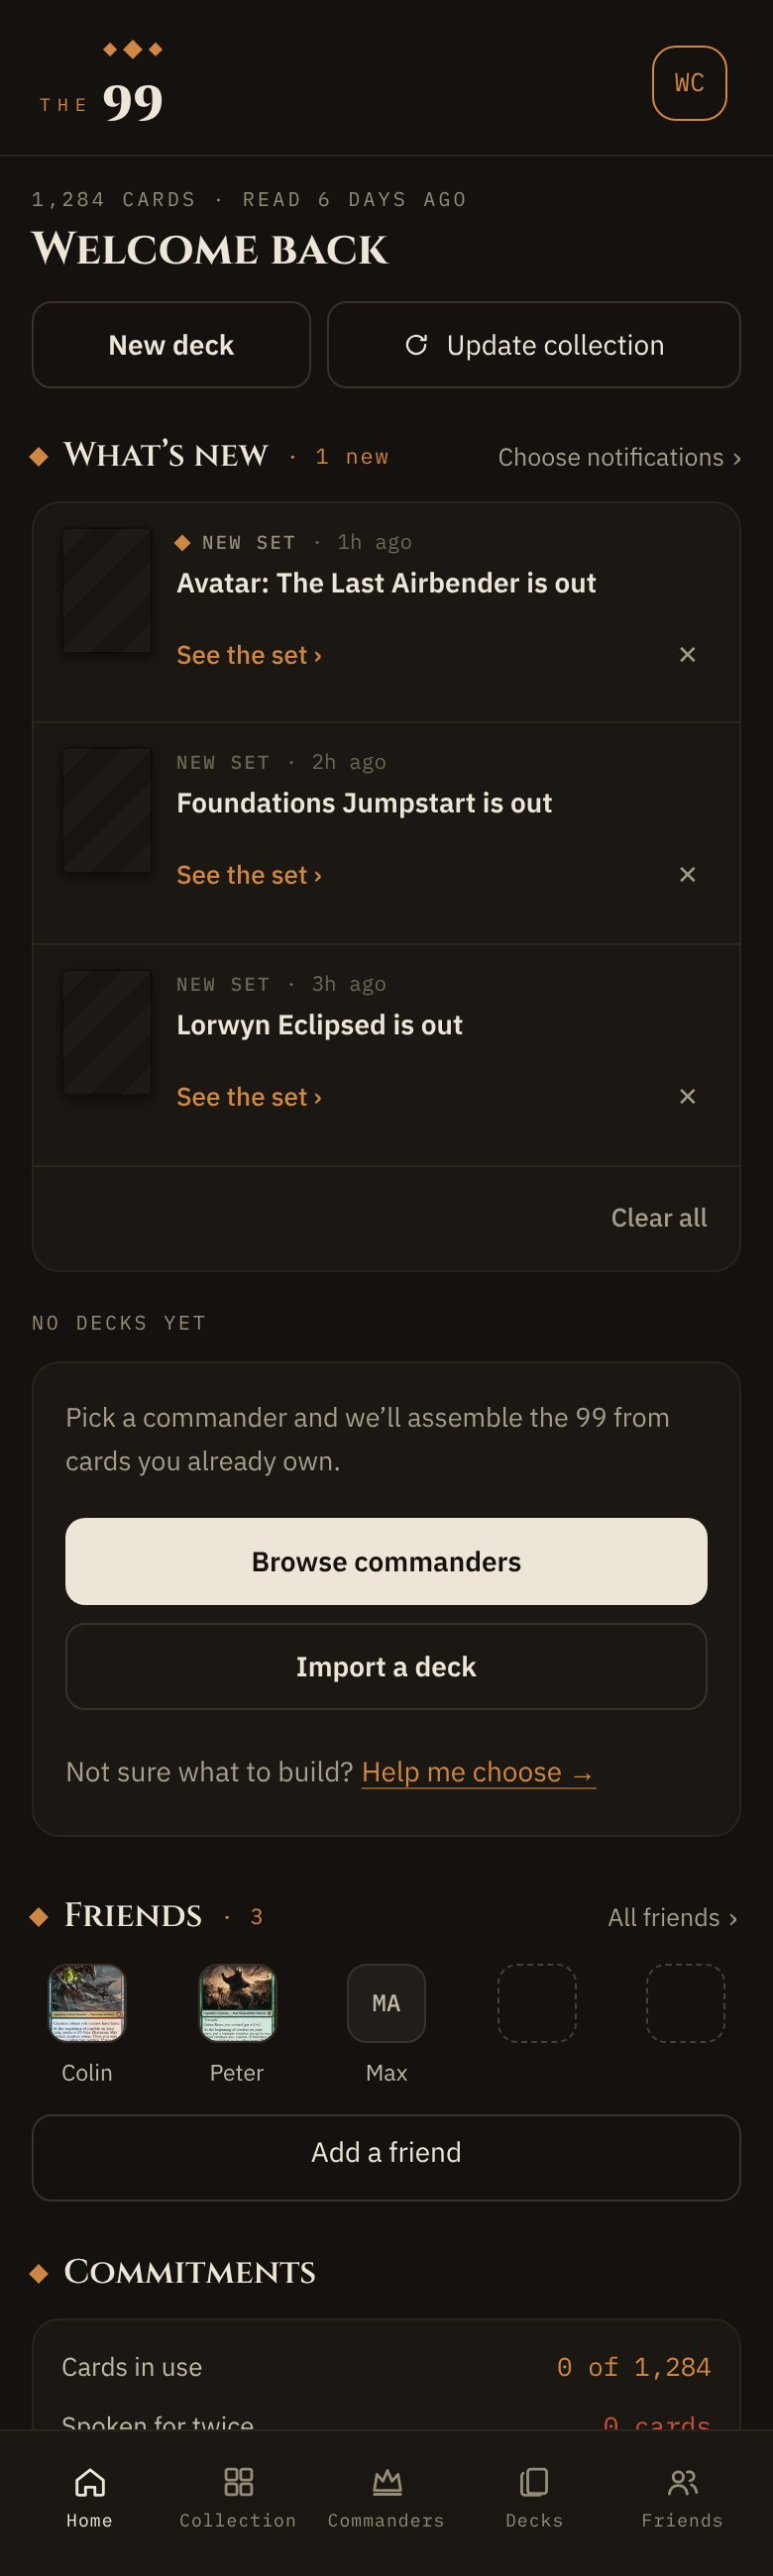 THE 99
WC
1,284 CARDS · READ 6 DAYS AGO
Welcome back
New deck
Update collection
What’s new · 1 new
Choose notifications ›
NEW SET · 1h ago
Avatar: The Last Airbender is out
See the set ›
NEW SET · 2h ago
Foundations Jumpstart is out
See the set ›
NEW SET · 3h ago
Lorwyn Eclipsed is out
See the set ›
Clear all
NO DECKS YET
Pick a commander and we’ll assemble the 99 from
cards you already own.
Browse commanders
Import a deck
Not sure what to build? Help me choose →
Friends · 3
All friends ›
MA
Colin
Peter
Max
Add a friend
Commitments
Cards in use
0 of 1,284
Spoken for twice
0 cards
Home
Collection
Commanders
Decks
Friends